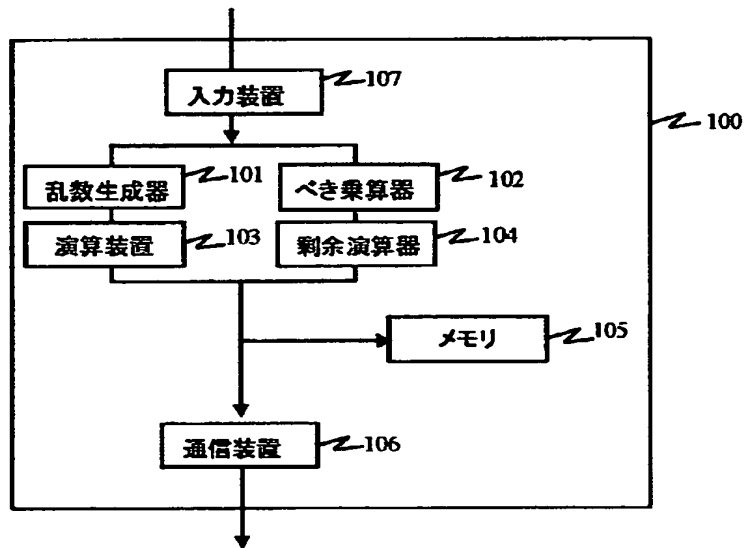 入力装置
107
100
乱数生成器
101
べき乗算器
102
演算装置
103
剰余演算器
104
メモリ
105
通信装置
106